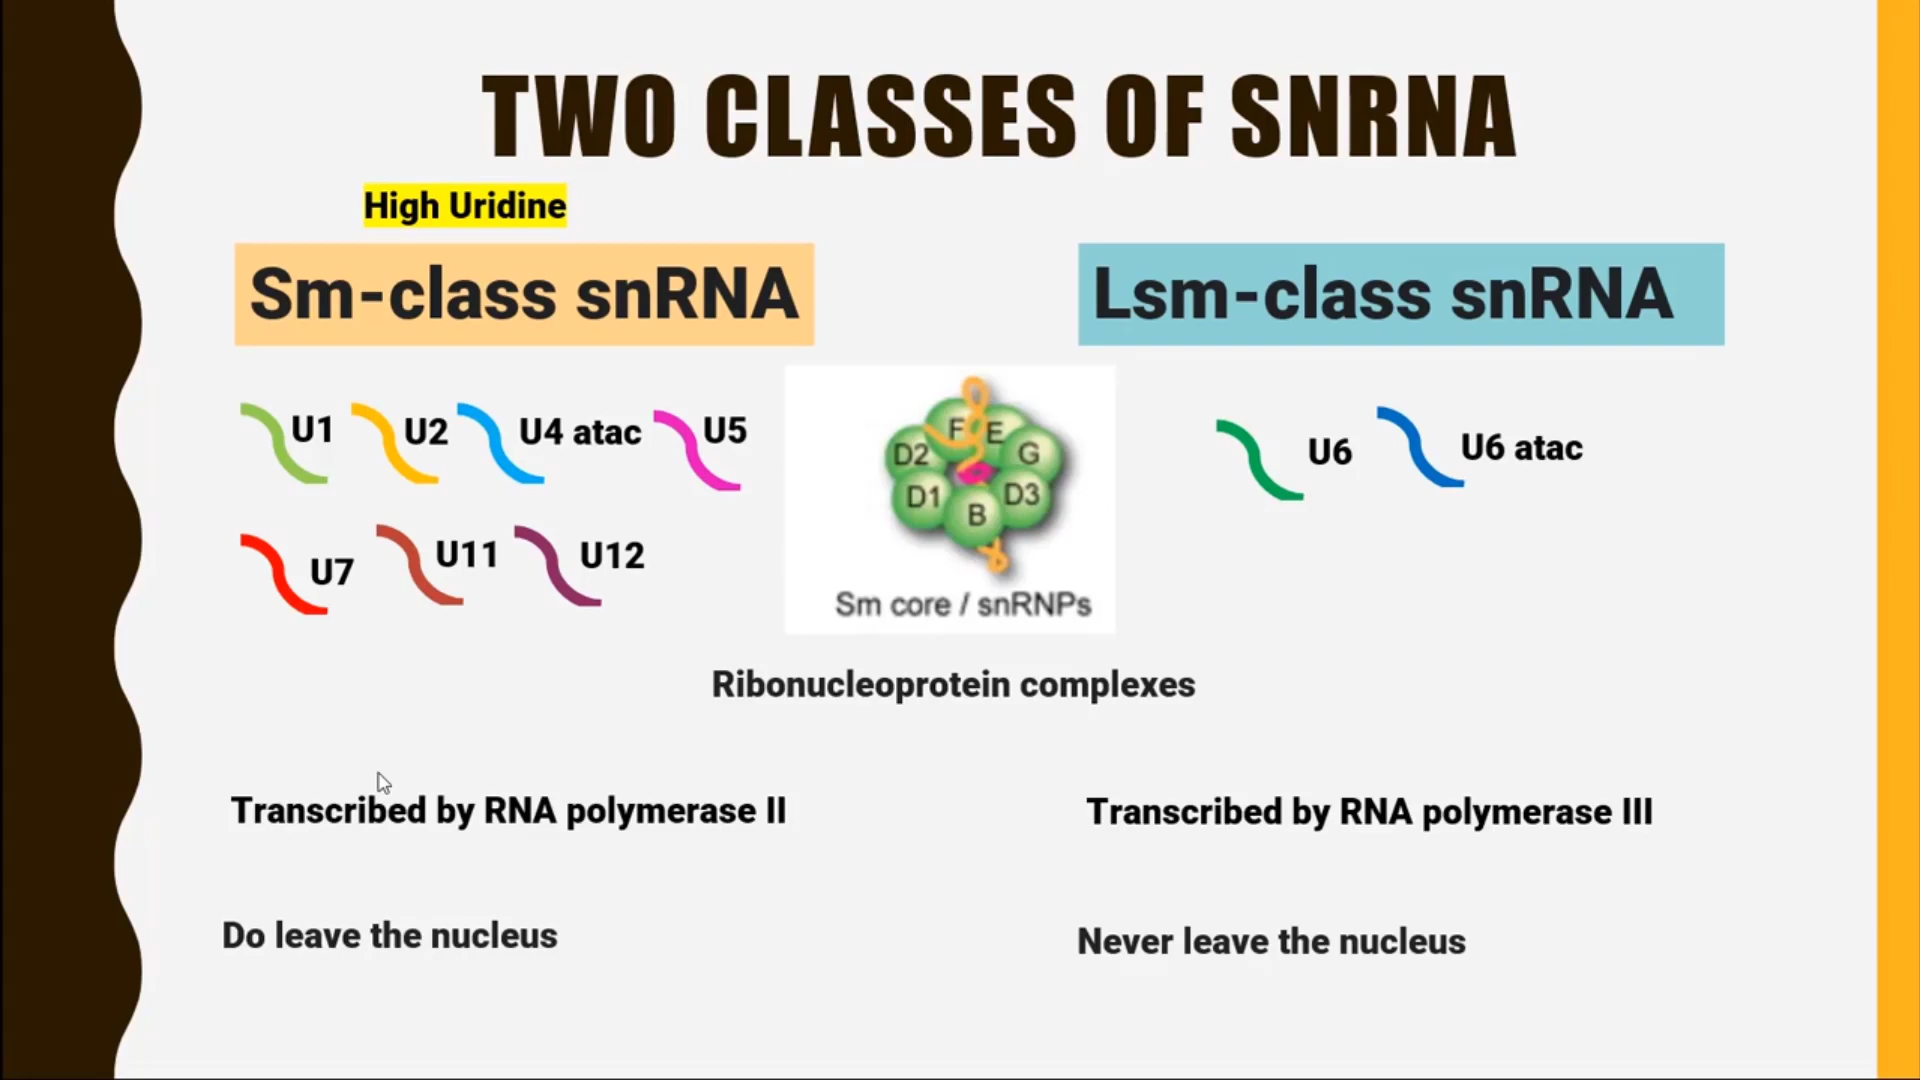 TWO CLASSES OF SNRNA
High Uridine
Sm-class snRNA
Lsm-class snRNA
U1
U2
U4 atac
U5
U7
U11
U12
F
E
D2
G
D1
D3
B
Sm core / snRNPs
U6
U6 atac
Ribonucleoprotein complexes
Transcribed by RNA polymerase II
Transcribed by RNA polymerase III
Do leave the nucleus
Never leave the nucleus